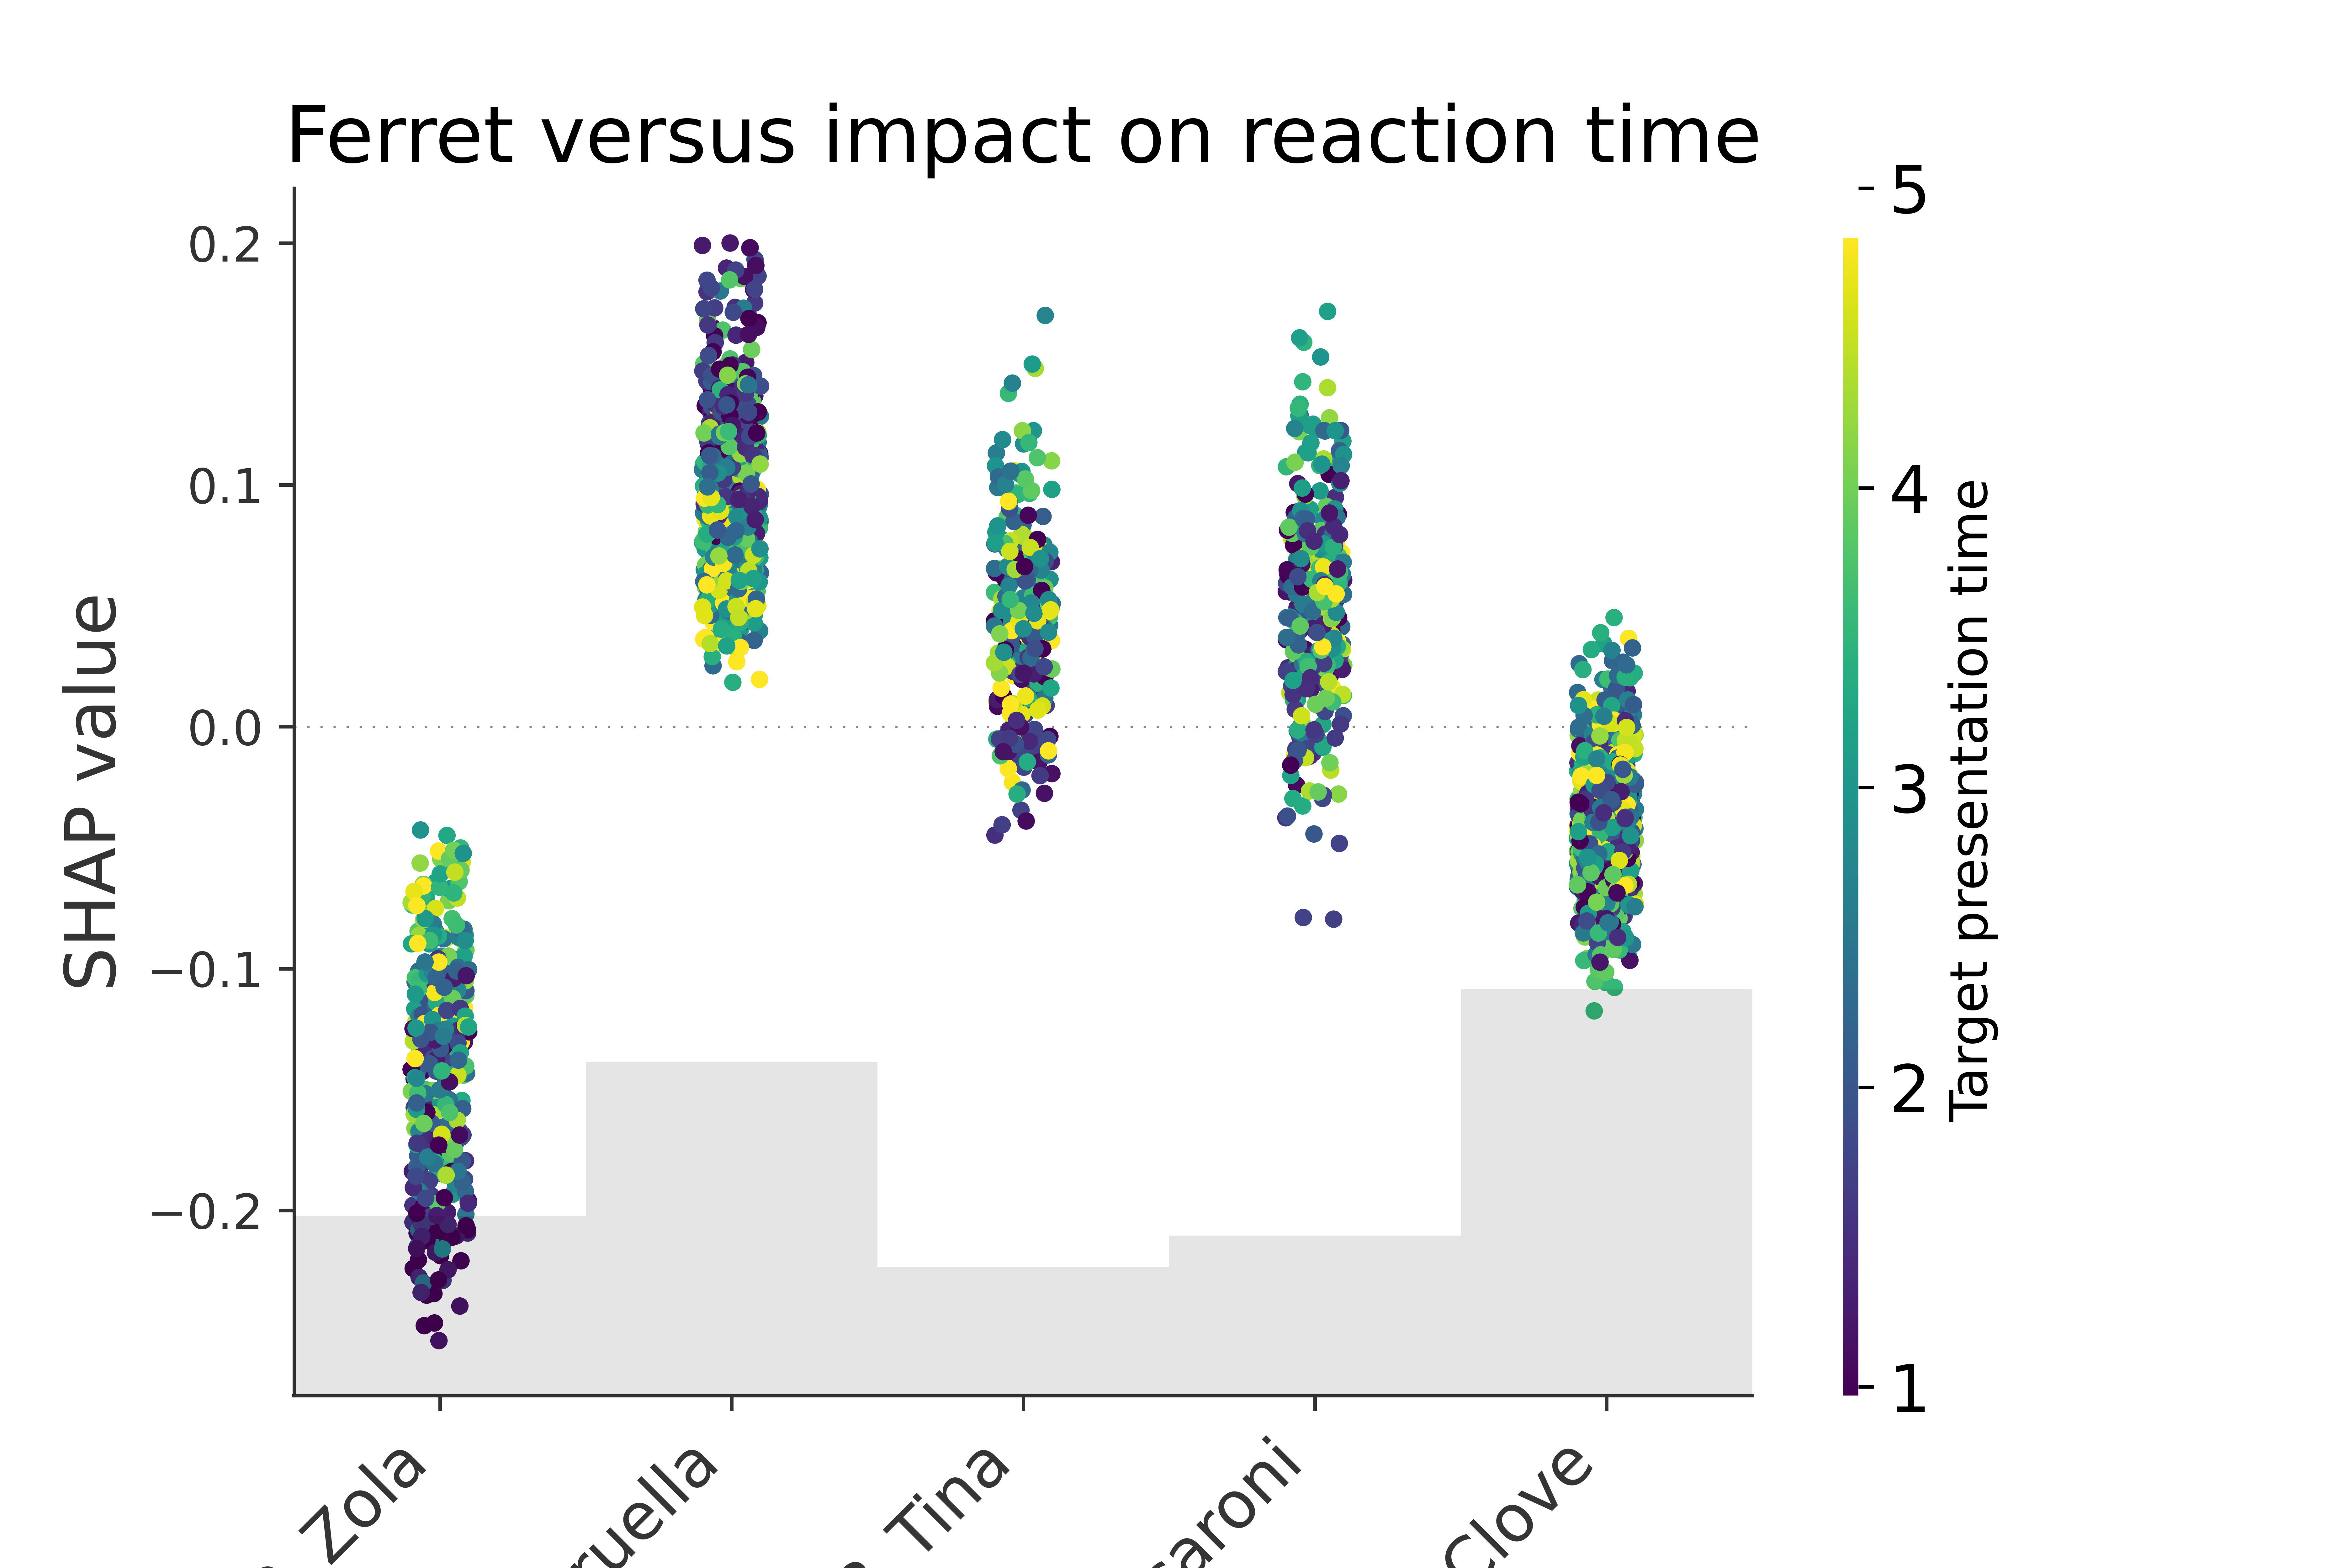 Ferret versus impact on reaction time
SHAP value
0.2
0.1
0.0
−0.1
−0.2
Zola
ruella
Tina
saroni
Clove
5
4
3
2
1
Target presentation time